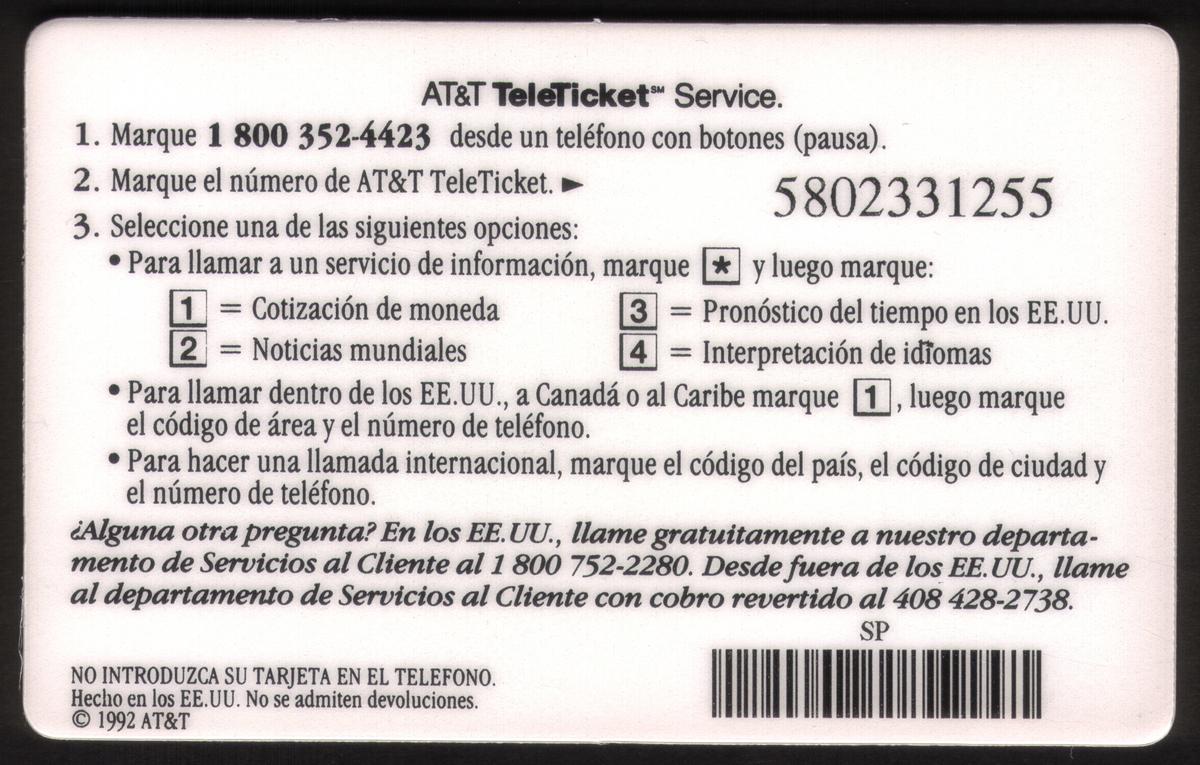 AT&T TeleTicket℠ Service.
1. Marque 1 800 352-4423 desde un teléfono con botones (pausa).
2. Marque el número de AT&T TeleTicket. ► 5802331255
3. Seleccione una de las siguientes opciones:
• Para llamar a un servicio de información, marque * y luego marque:
1 = Cotización de moneda 3 = Pronóstico del tiempo en los EE.UU.
2 = Noticias mundiales 4 = Interpretación de idiomas
• Para llamar dentro de los EE.UU., a Canadá o al Caribe marque 1, luego marque
el código de área y el número de teléfono.
• Para hacer una llamada internacional, marque el código del país, el código de ciudad y
el número de teléfono.
¿Alguna otra pregunta? En los EE.UU., llame gratuitamente a nuestro departa-
mento de Servicios al Cliente al 1 800 752-2280. Desde fuera de los EE.UU., llame
al departamento de Servicios al Cliente con cobro revertido al 408 428-2738.
SP
NO INTRODUZCA SU TARJETA EN EL TELEFONO.
Hecho en los EE.UU. No se admiten devoluciones.
© 1992 AT&T